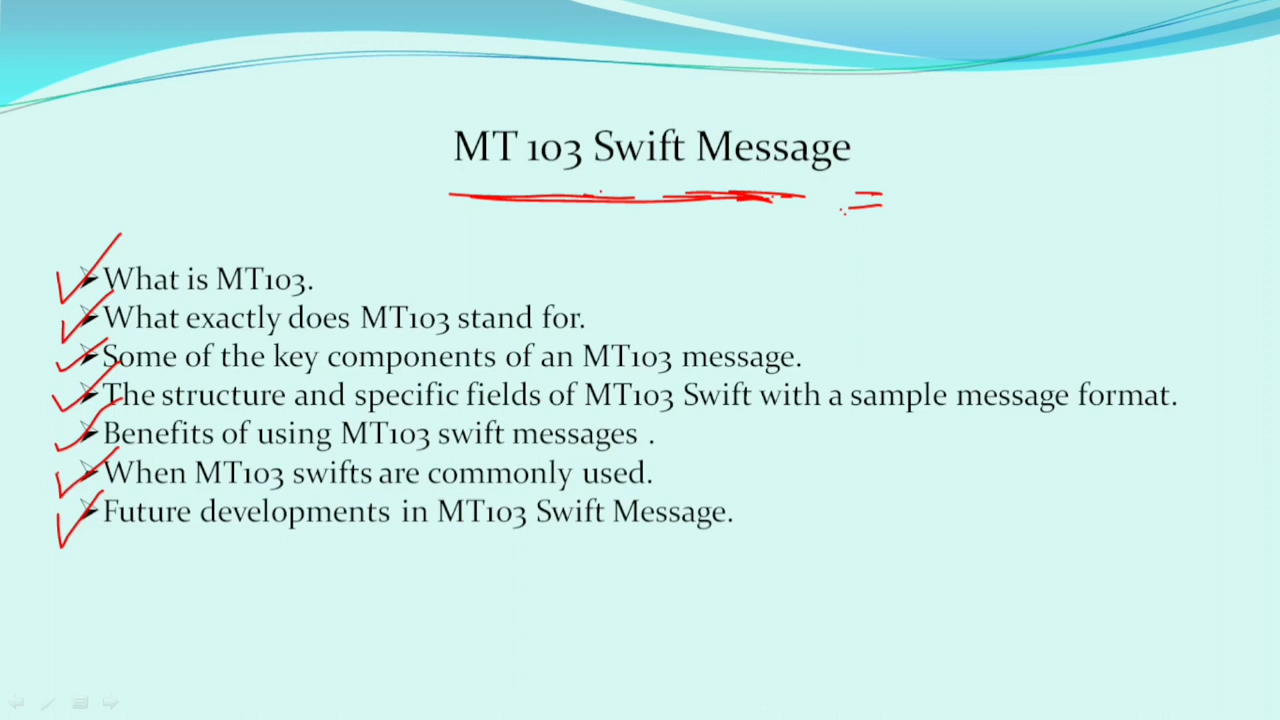 MT 103 Swift Message
➢What is MT103.
➢What exactly does MT103 stand for.
➢Some of the key components of an MT103 message.
➢The structure and specific fields of MT103 Swift with a sample message format.
➢Benefits of using MT103 swift messages .
➢When MT103 swifts are commonly used.
➢Future developments in MT103 Swift Message.